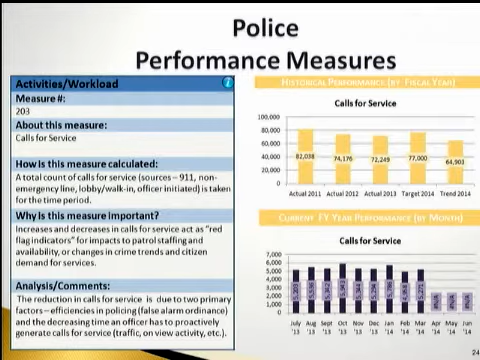 Police
Performance Measures
Activities/Workload
Measure #:
203
About this measure:
Calls for Service
How is this measure calculated:
A total count of calls for service (sources – 911, non-
emergency line, lobby/walk-in, officer initiated) is taken
for the time period.
Why is this measure important?
Increases and decreases in calls for service act as "red
flag indicators" for impacts to patrol staffing and
availability, or changes in crime trends and citizen
demand for services.
Analysis/Comments:
The reduction in calls for service is due to two primary
factors – efficiencies in policing (false alarm ordinance)
and the decreasing time an officer has to proactively
generate calls for service (traffic, on view activity, etc.).
Historical Performance (by Fiscal Year)
Calls for Service
100,000
80,000
60,000
40,000
20,000
0
82,038 74,176 72,249 77,000 64,901
Actual 2011 Actual 2012 Actual 2013 Target 2014 Trend 2014
Current FY Year Performance (by Month)
Calls for Service
7,000
6,000
5,000
4,000
3,000
2,000
1,000
0
#N/A #N/A #N/A
July Aug Sep Oct Nov Dec Jan Feb Mar Apr May Jun
'13 '13 '13 '13 '13 '13 '14 '14 '14 '14 '14 '14
24